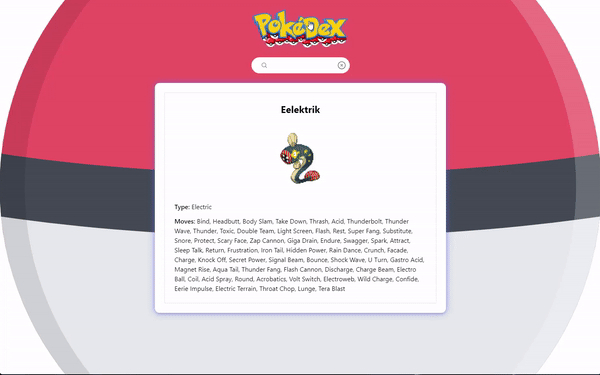 PokéDex
Eelektrik
Type: Electric
Moves: Bind, Headbutt, Body Slam, Take Down, Thrash, Acid, Thunderbolt, Thunder
Wave, Thunder, Toxic, Double Team, Light Screen, Flash, Rest, Super Fang, Substitute,
Snore, Protect, Scary Face, Zap Cannon, Giga Drain, Endure, Swagger, Spark, Attract,
Sleep Talk, Return, Frustration, Iron Tail, Hidden Power, Rain Dance, Crunch, Facade,
Charge, Knock Off, Secret Power, Signal Beam, Bounce, Shock Wave, U Turn, Gastro Acid,
Magnet Rise, Aqua Tail, Thunder Fang, Flash Cannon, Discharge, Charge Beam, Electro
Ball, Coil, Acid Spray, Round, Acrobatics, Volt Switch, Electroweb, Wild Charge, Confide,
Eerie Impulse, Electric Terrain, Throat Chop, Lunge, Tera Blast